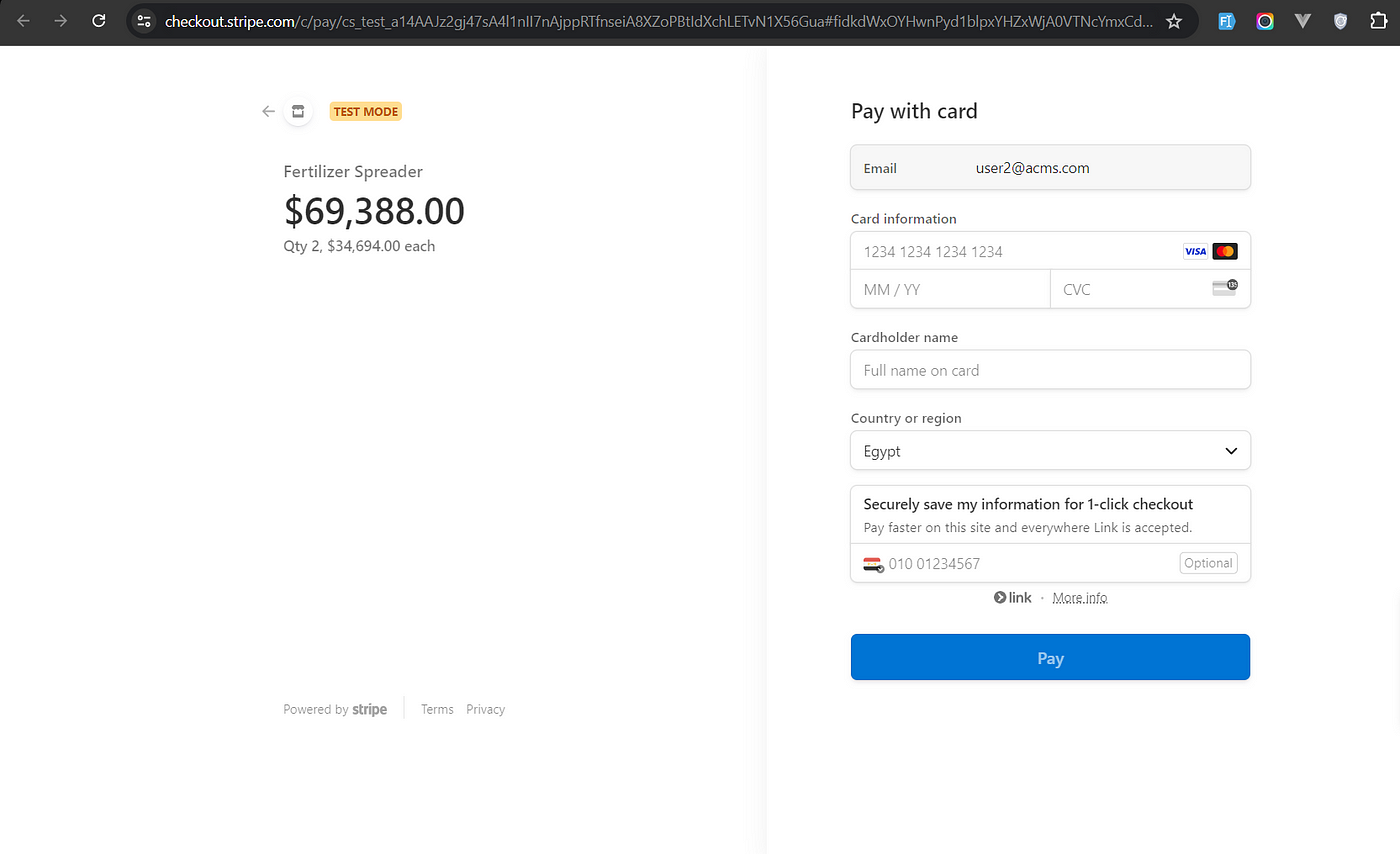 checkout.stripe.com/c/pay/cs_test_a14AAJz2gj47sA4l1nII7nAjppRTfnseiA8XZoPBtIdXchLETvN1X56Gua#fidkdWxOYHwnPyd1blpxYHZxWjA0VTNcYmxCd...
TEST MODE
Fertilizer Spreader
$69,388.00
Qty 2, $34,694.00 each
Powered by stripe
Terms Privacy
Pay with card
Email user2@acms.com
Card information
1234 1234 1234 1234 VISA
MM / YY CVC 135
Cardholder name
Full name on card
Country or region
Egypt
Securely save my information for 1-click checkout
Pay faster on this site and everywhere Link is accepted.
010 01234567 Optional
link · More info
Pay